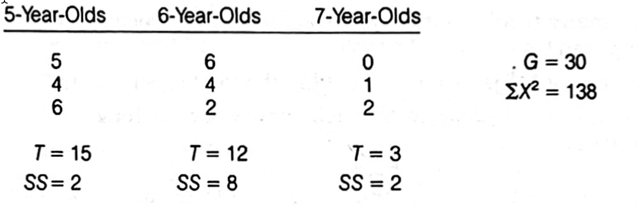 5-Year-Olds 6-Year-Olds 7-Year-Olds
5 6 0 . G = 30
4 4 1 ΣX² = 138
6 2 2
T = 15 T = 12 T = 3
SS = 2 SS = 8 SS = 2